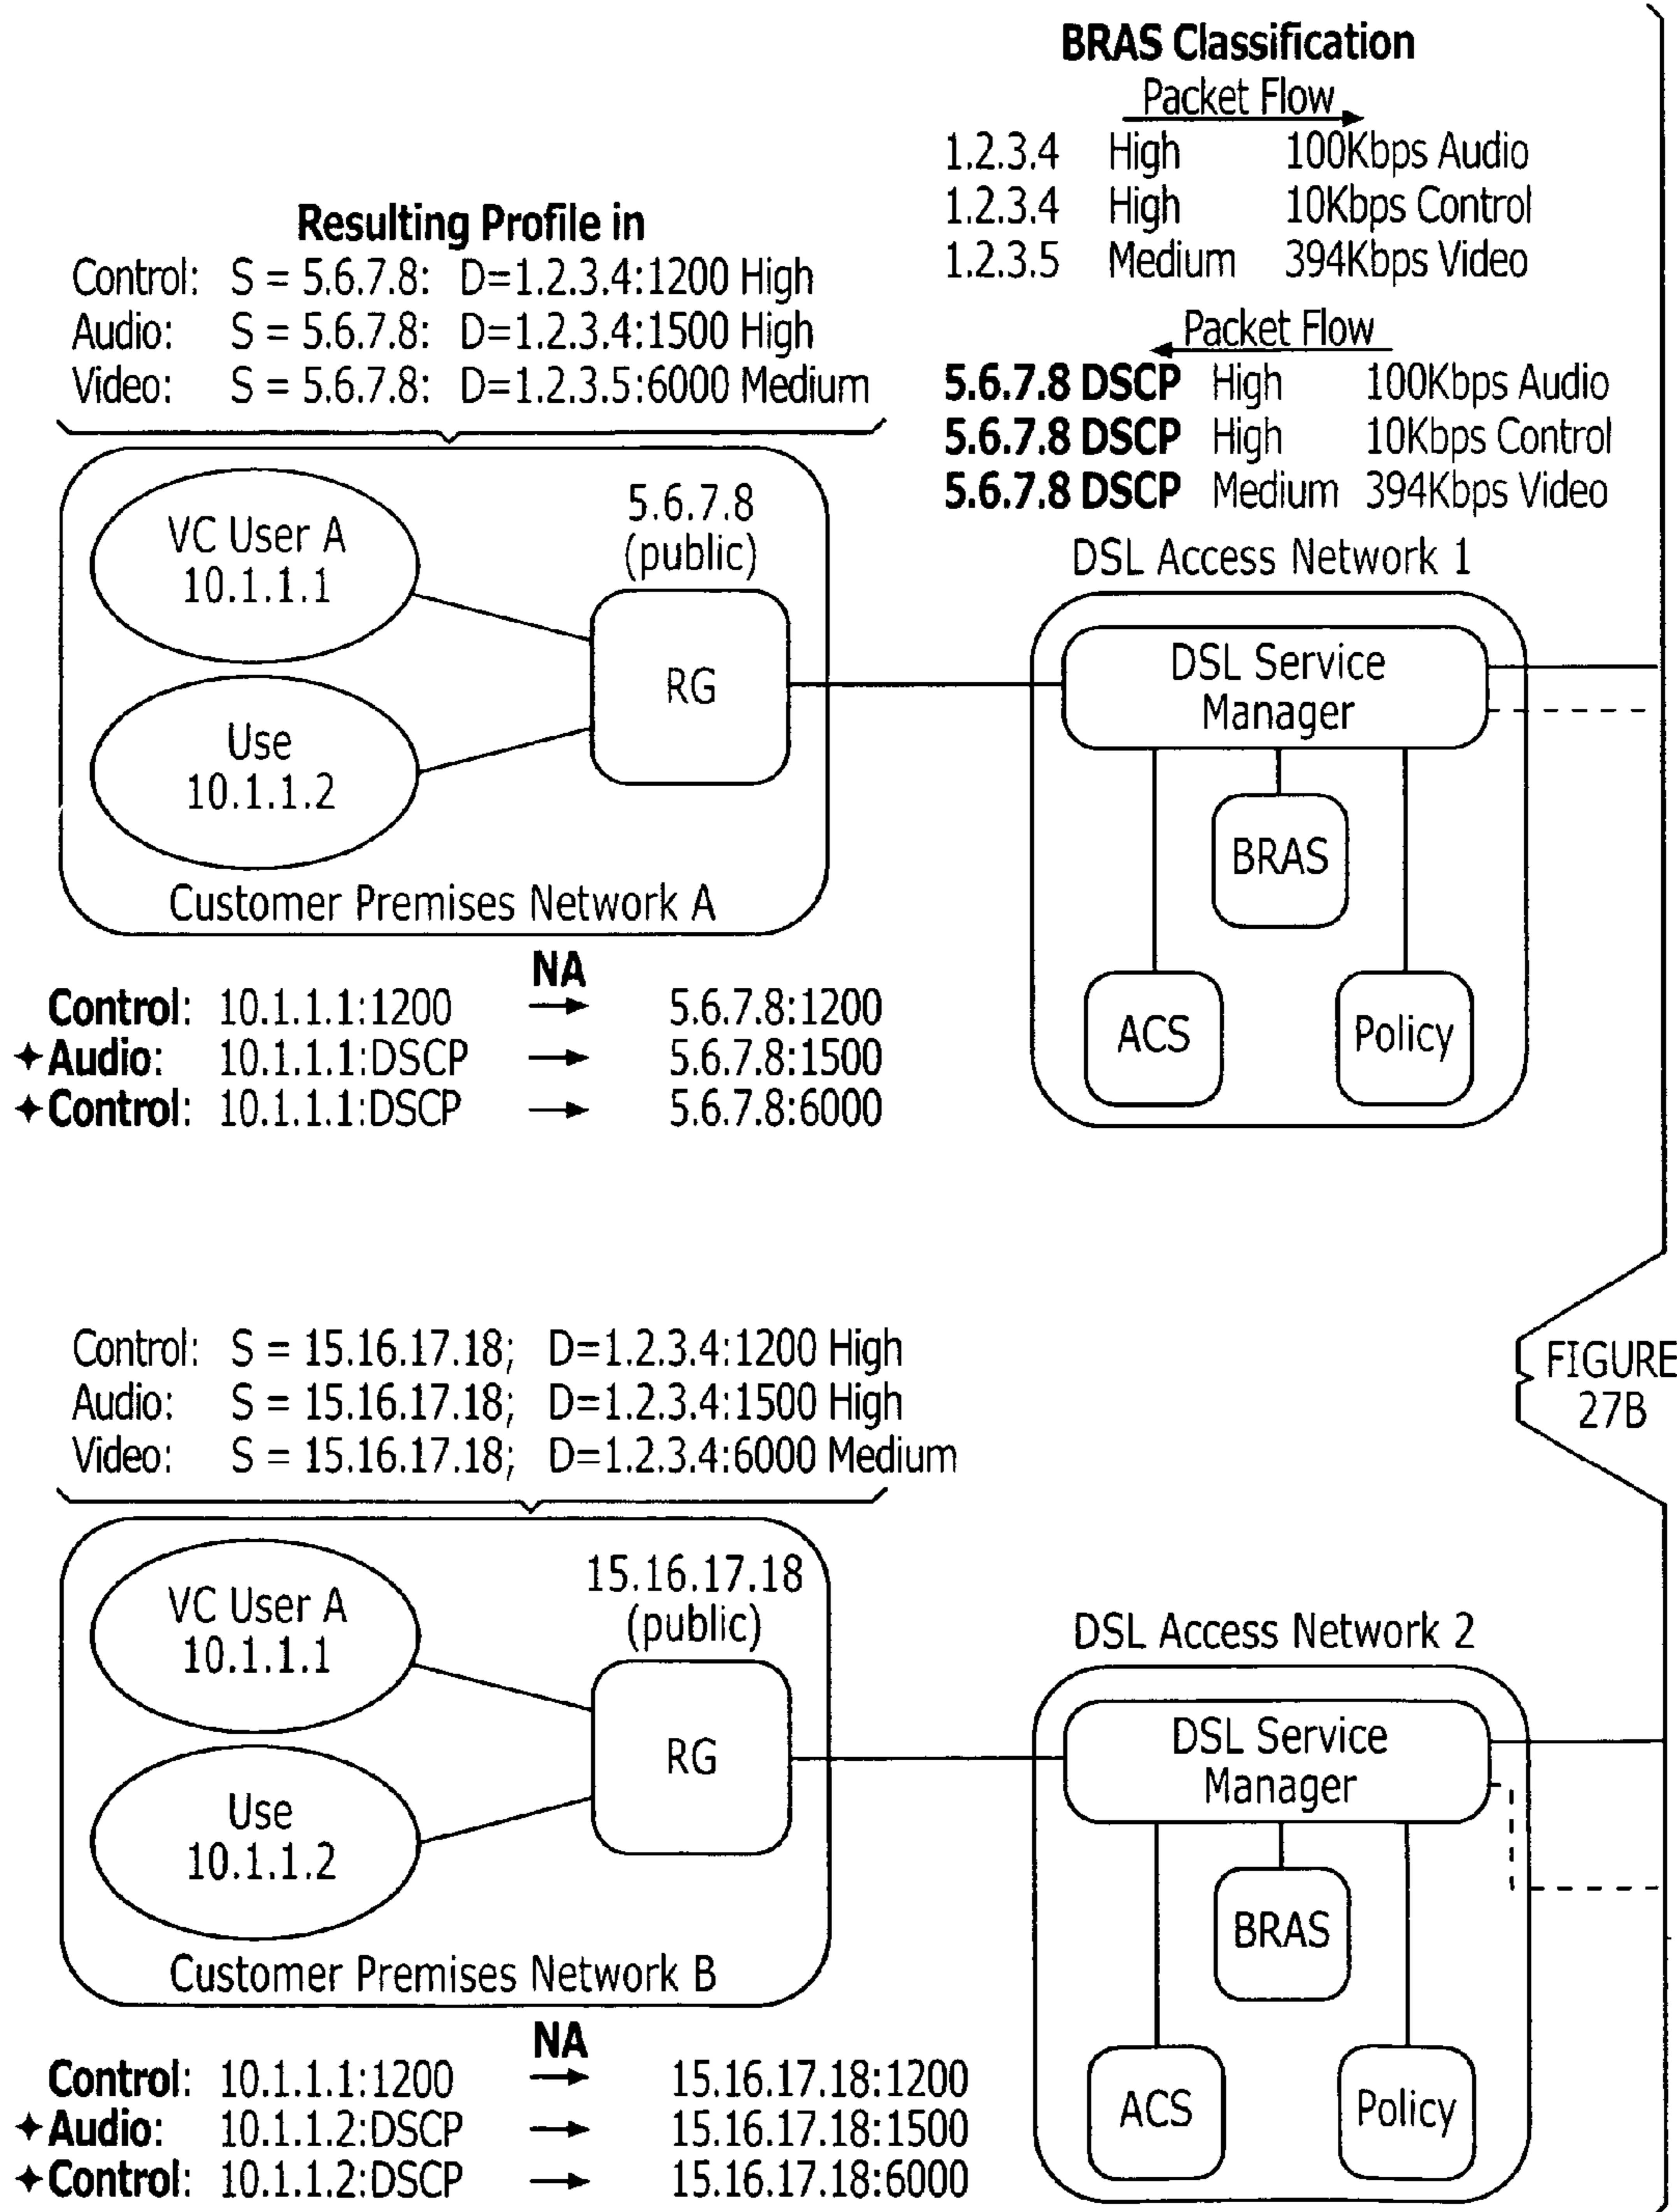 BRAS Classification
Packet Flow
1.2.3.4 High 100Kbps Audio
1.2.3.4 High 10Kbps Control
1.2.3.5 Medium 394Kbps Video
Packet Flow
5.6.7.8 DSCP High 100Kbps Audio
5.6.7.8 DSCP High 10Kbps Control
5.6.7.8 DSCP Medium 394Kbps Video
Resulting Profile in
Control: S = 5.6.7.8: D=1.2.3.4:1200 High
Audio: S = 5.6.7.8: D=1.2.3.4:1500 High
Video: S = 5.6.7.8: D=1.2.3.5:6000 Medium
VC User A
10.1.1.1
Use
10.1.1.2
5.6.7.8
(public)
RG
Customer Premises Network A
DSL Access Network 1
DSL Service
Manager
BRAS
ACS
Policy
NA
Control: 10.1.1.1:1200 → 5.6.7.8:1200
✦Audio: 10.1.1.1:DSCP → 5.6.7.8:1500
✦Control: 10.1.1.1:DSCP → 5.6.7.8:6000
FIGURE
27B
Control: S = 15.16.17.18; D=1.2.3.4:1200 High
Audio: S = 15.16.17.18; D=1.2.3.4:1500 High
Video: S = 15.16.17.18; D=1.2.3.4:6000 Medium
VC User A
10.1.1.1
Use
10.1.1.2
15.16.17.18
(public)
RG
Customer Premises Network B
DSL Access Network 2
DSL Service
Manager
BRAS
ACS
Policy
NA
Control: 10.1.1.1:1200 → 15.16.17.18:1200
✦Audio: 10.1.1.2:DSCP → 15.16.17.18:1500
✦Control: 10.1.1.2:DSCP → 15.16.17.18:6000